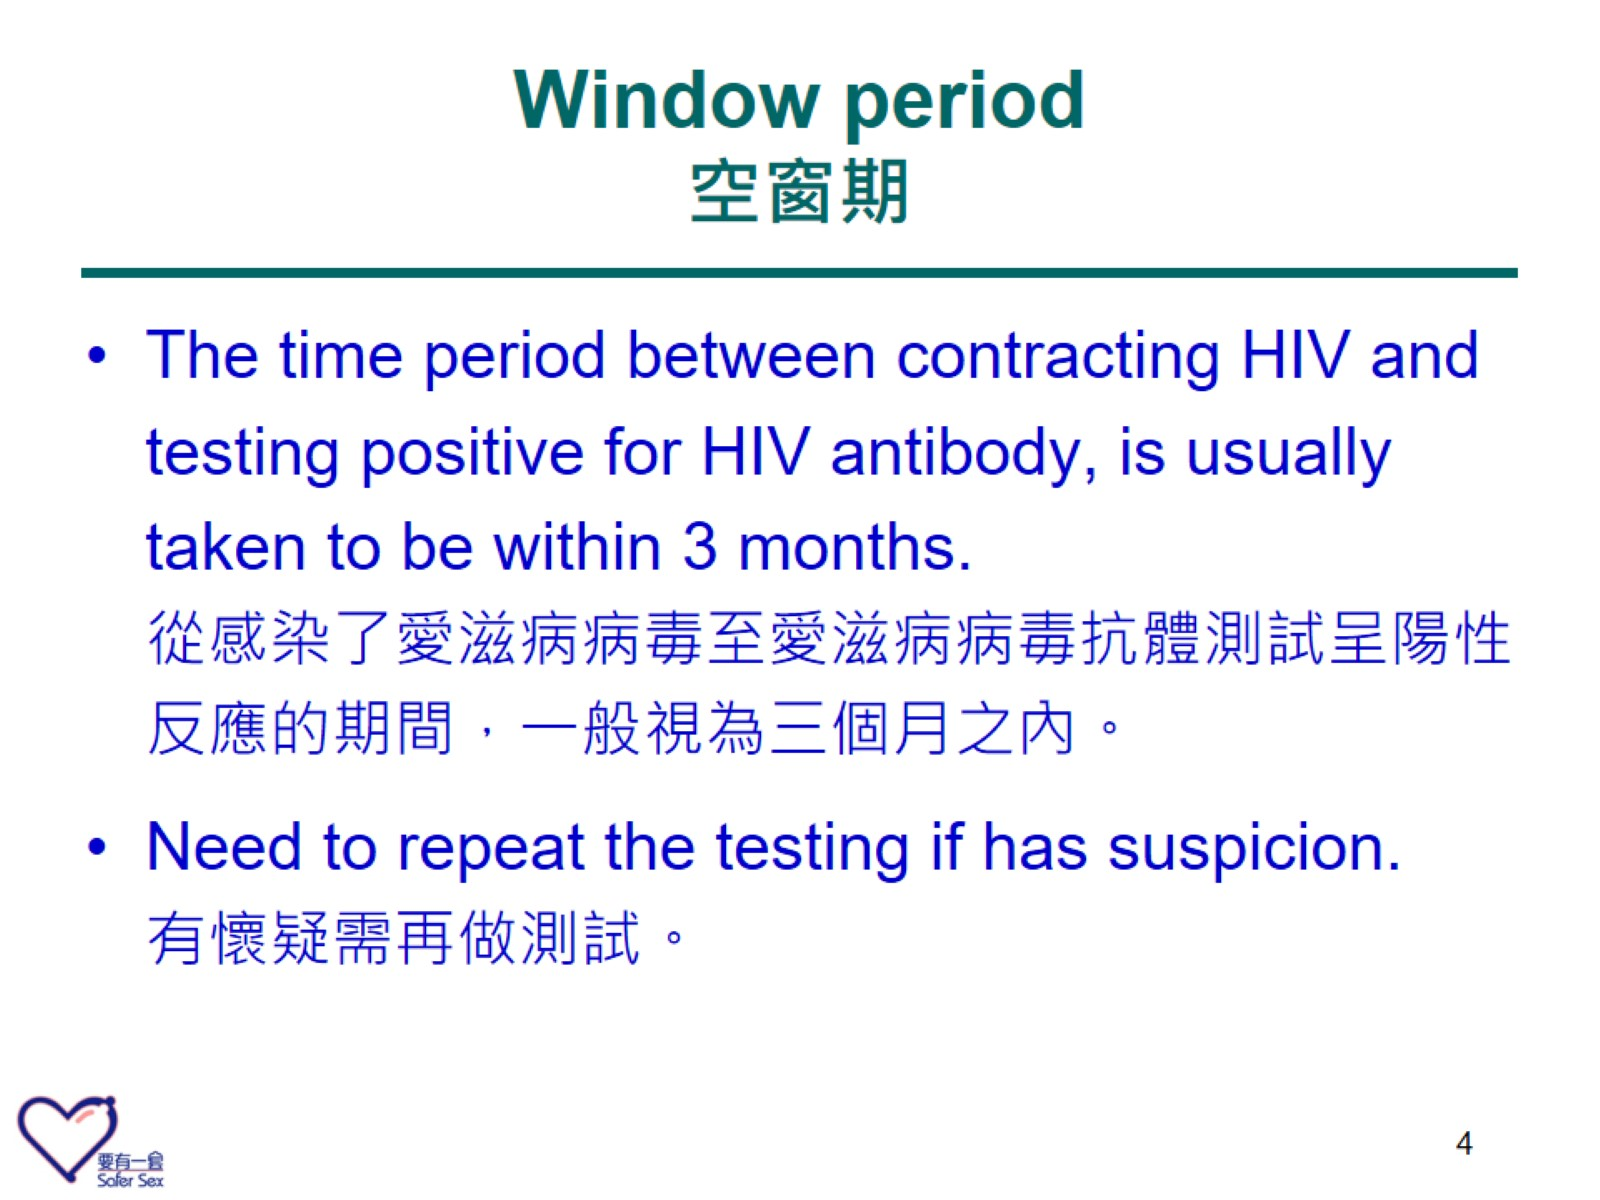 Window period
空窗期
• The time period between contracting HIV and
testing positive for HIV antibody, is usually
taken to be within 3 months.
從感染了愛滋病病毒至愛滋病病毒抗體測試呈陽性
反應的期間，一般視為三個月之內。
• Need to repeat the testing if has suspicion.
有懷疑需再做測試。
要有一套
Safer Sex
4